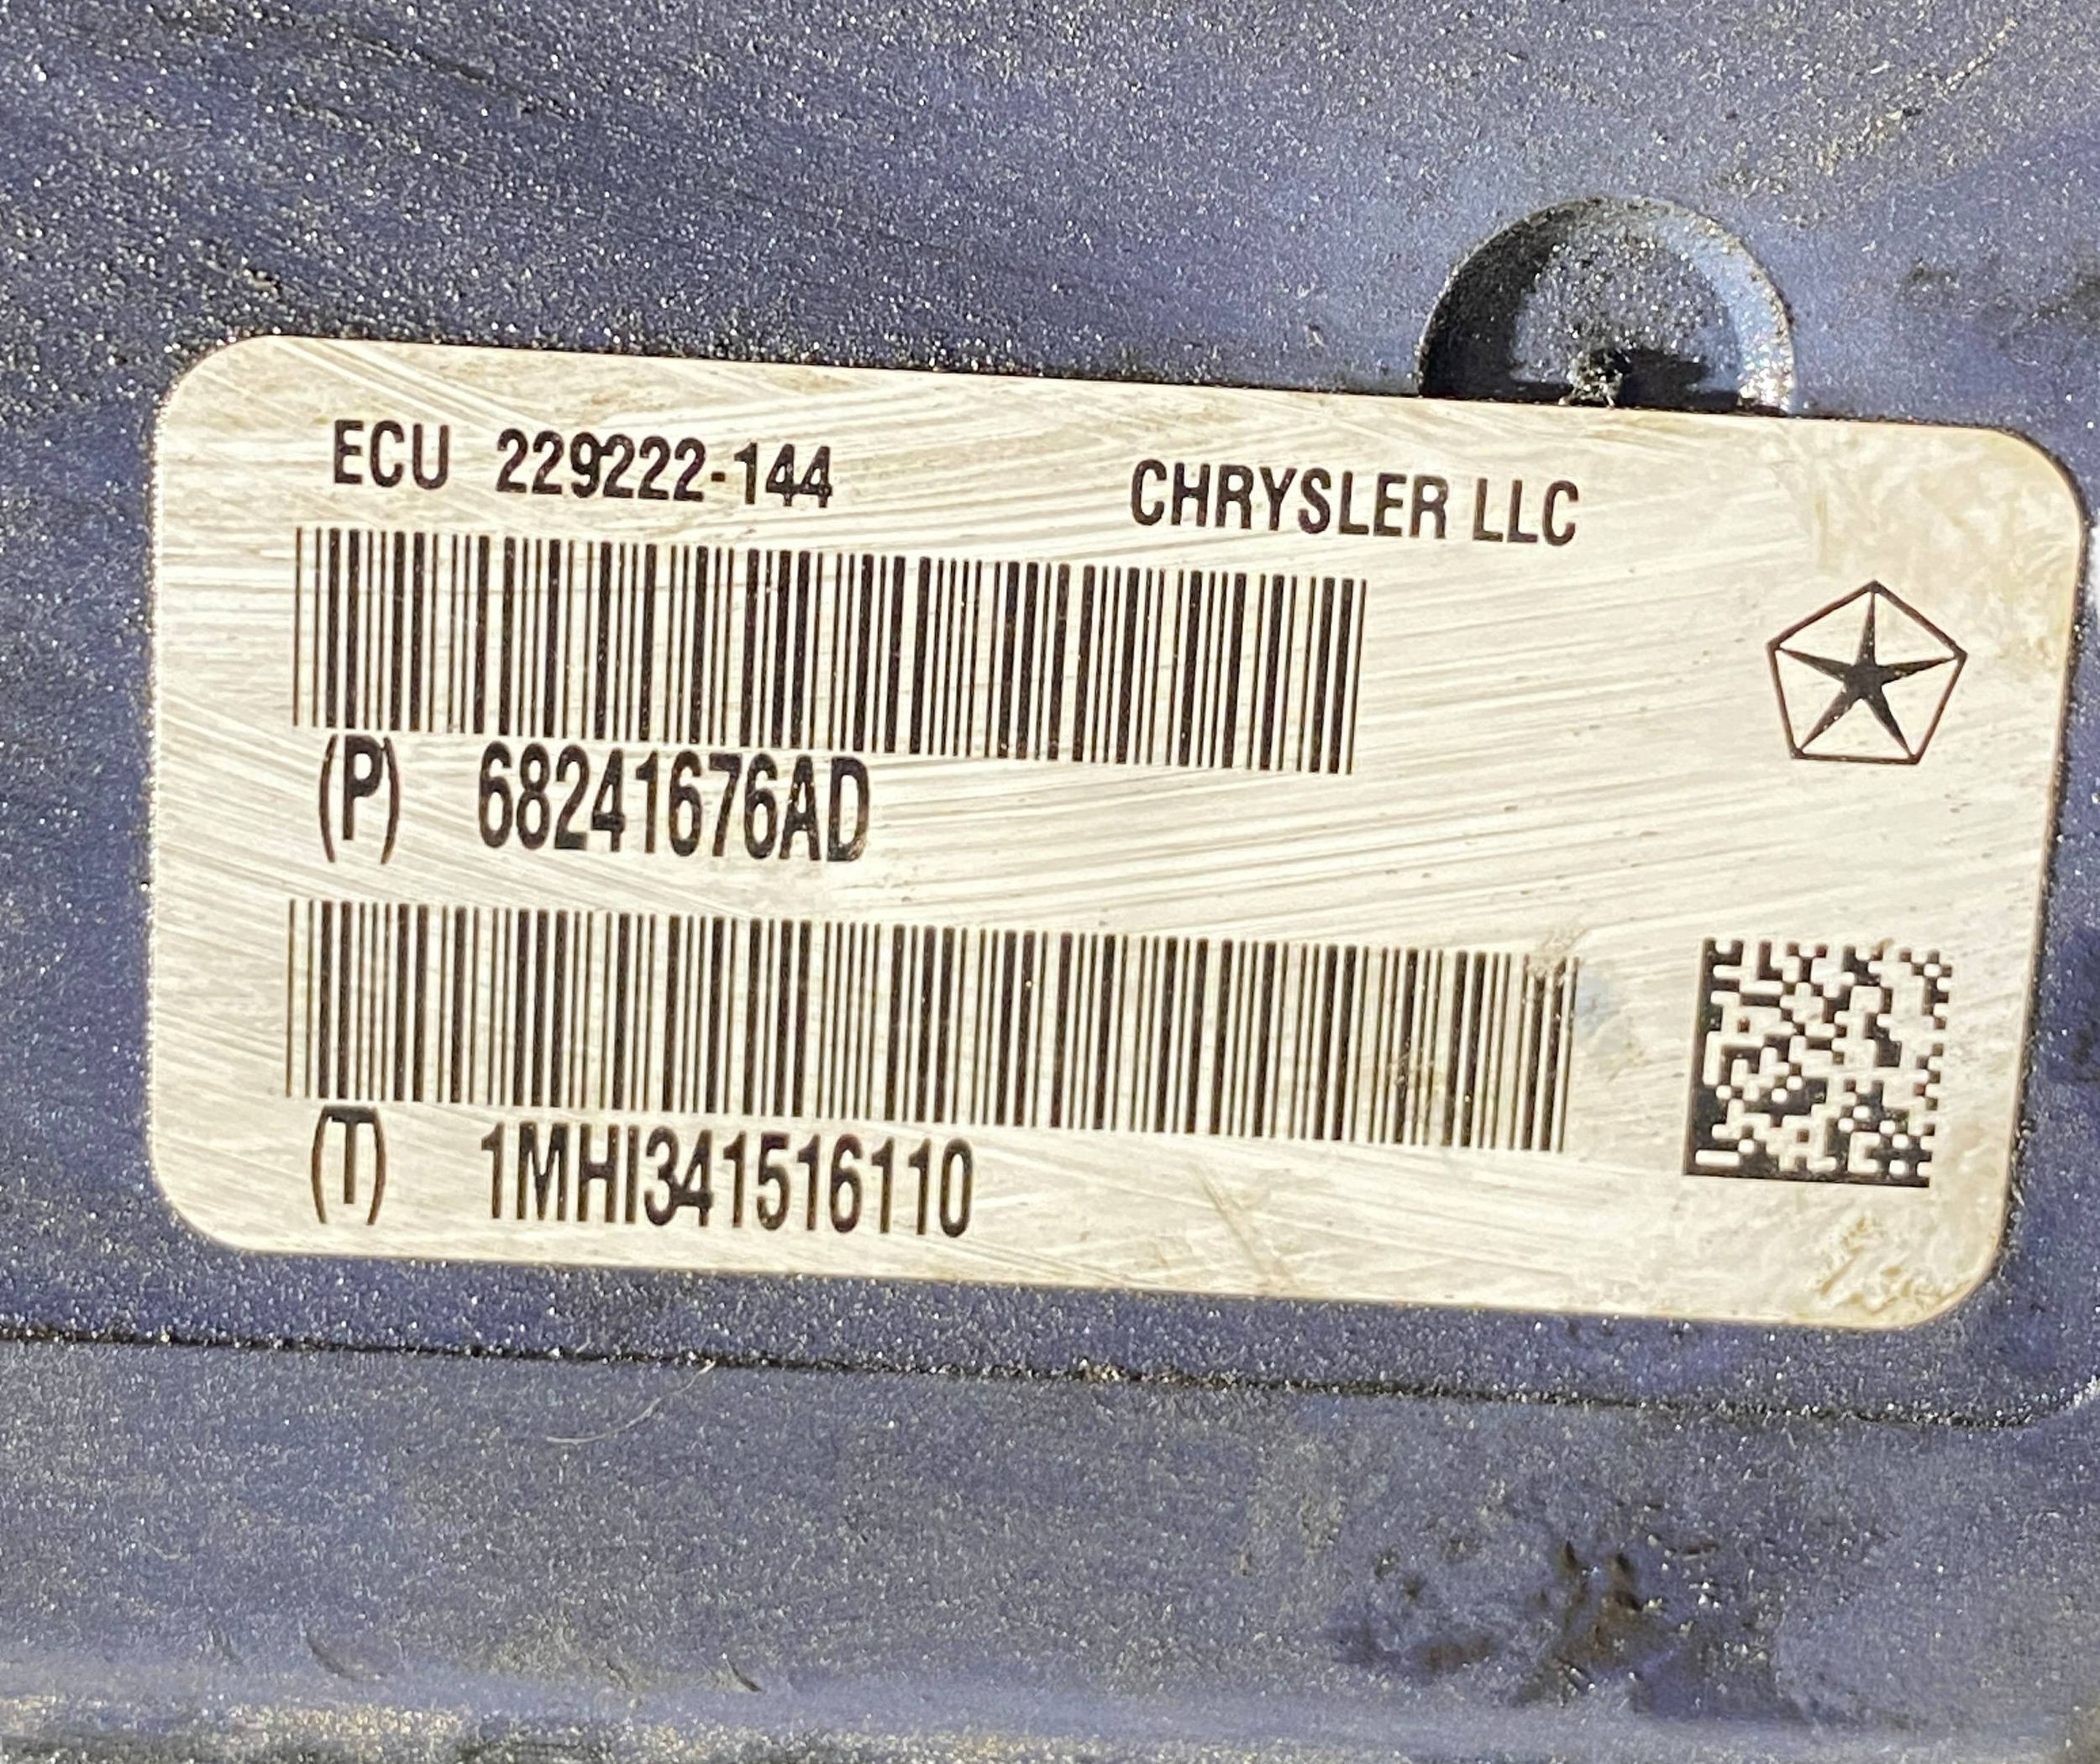 ECU 229222-144 CHRYSLER LLC
(P) 68241676AD
(T) 1MHI341516110